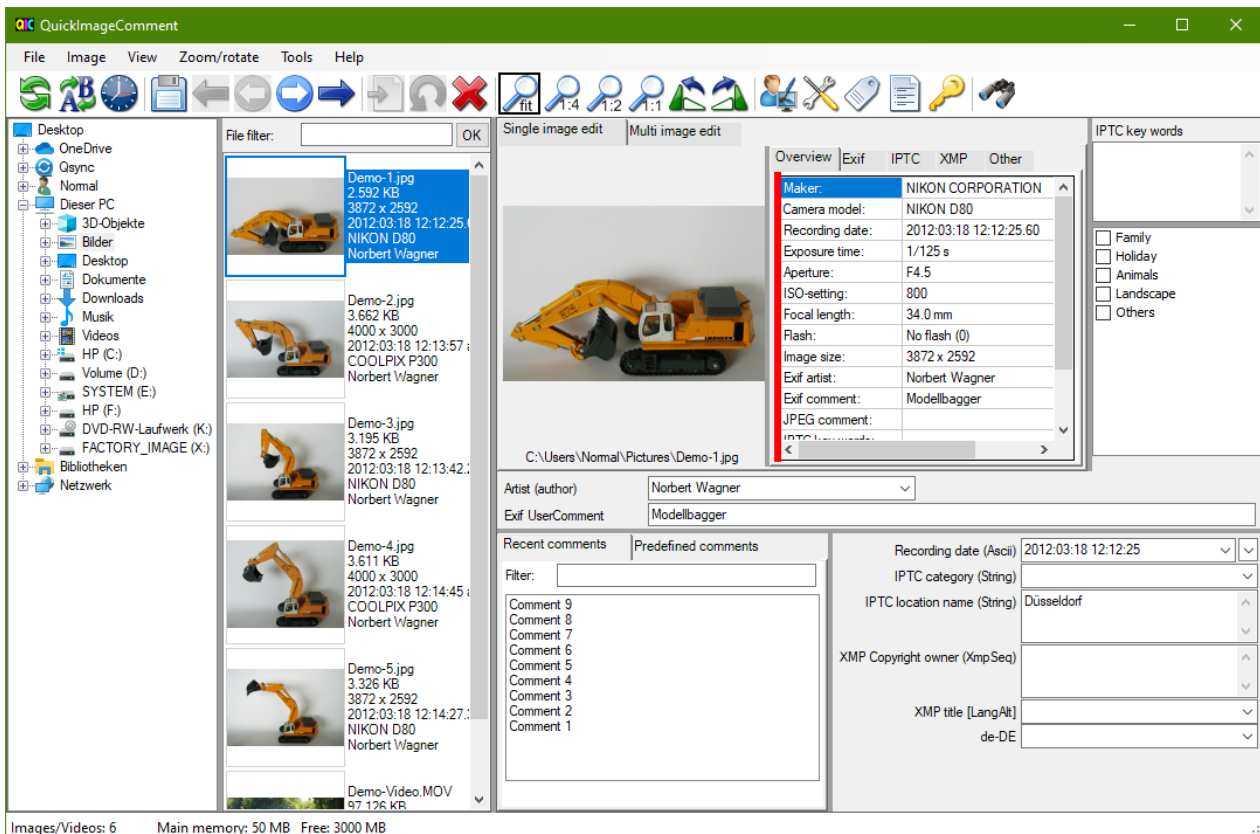 QIC QuickImageComment
File Image View Zoom/rotate Tools Help
fit 1:4 1:2 1:1
Desktop
OneDrive
Qsync
Normal
Dieser PC
3D-Objekte
Bilder
Desktop
Dokumente
Downloads
Musik
Videos
HP (C:)
Volume (D:)
SYSTEM (E:)
HP (F:)
DVD-RW-Laufwerk (K:)
FACTORY_IMAGE (X:)
Bibliotheken
Netzwerk
File filter: OK
Demo-1.jpg
2.592 KB
3872 x 2592
2012:03:18 12:12:25.
NIKON D80
Norbert Wagner
Demo-2.jpg
3.662 KB
4000 x 3000
2012:03:18 12:13:57
COOLPIX P300
Norbert Wagner
Demo-3.jpg
3.195 KB
3872 x 2592
2012:03:18 12:13:42.
NIKON D80
Norbert Wagner
Demo-4.jpg
3.611 KB
4000 x 3000
2012:03:18 12:14:45
COOLPIX P300
Norbert Wagner
Demo-5.jpg
3.326 KB
3872 x 2592
2012:03:18 12:14:27.
NIKON D80
Norbert Wagner
Demo-Video.MOV
97.126 KB
Single image edit Multi image edit
C:\Users\Normal\Pictures\Demo-1.jpg
Overview Exif IPTC XMP Other
Maker: NIKON CORPORATION
Camera model: NIKON D80
Recording date: 2012:03:18 12:12:25.60
Exposure time: 1/125 s
Aperture: F4.5
ISO-setting: 800
Focal length: 34.0 mm
Flash: No flash (0)
Image size: 3872 x 2592
Exif artist: Norbert Wagner
Exif comment: Modellbagger
JPEG comment:
IPTC key words:
IPTC key words
Family
Holiday
Animals
Landscape
Others
Artist (author) Norbert Wagner
Exif UserComment Modellbagger
Recent comments Predefined comments
Filter:
Comment 9
Comment 8
Comment 7
Comment 6
Comment 5
Comment 4
Comment 3
Comment 2
Comment 1
Recording date (Ascii) 2012:03:18 12:12:25
IPTC category (String)
IPTC location name (String) Düsseldorf
XMP Copyright owner (XmpSeq)
XMP title [LangAlt]
de-DE
Images/Videos: 6 Main memory: 50 MB Free: 3000 MB